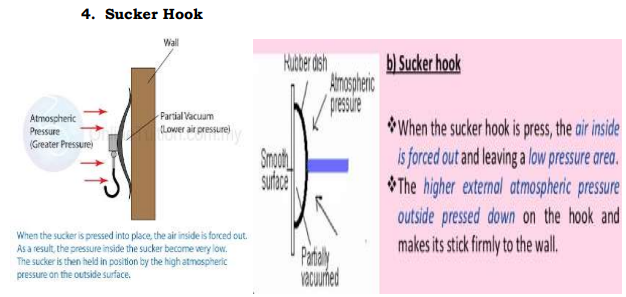 4. Sucker Hook
Wall
Atmospheric
Pressure
(Greater Pressure)
Partial Vacuum
(Lower air pressure)
When the sucker is pressed into place, the air inside is forced out.
As a result, the pressure inside the sucker become very low.
The sucker is then held in position by the high atmospheric
pressure on the outside surface.
Rubber dish
Atmospheric
pressure
Smooth
surface
Partially
vacuumed
b) Sucker hook
❖When the sucker hook is press, the air inside
is forced out and leaving a low pressure area.
❖The higher external atmospheric pressure
outside pressed down on the hook and
makes its stick firmly to the wall.